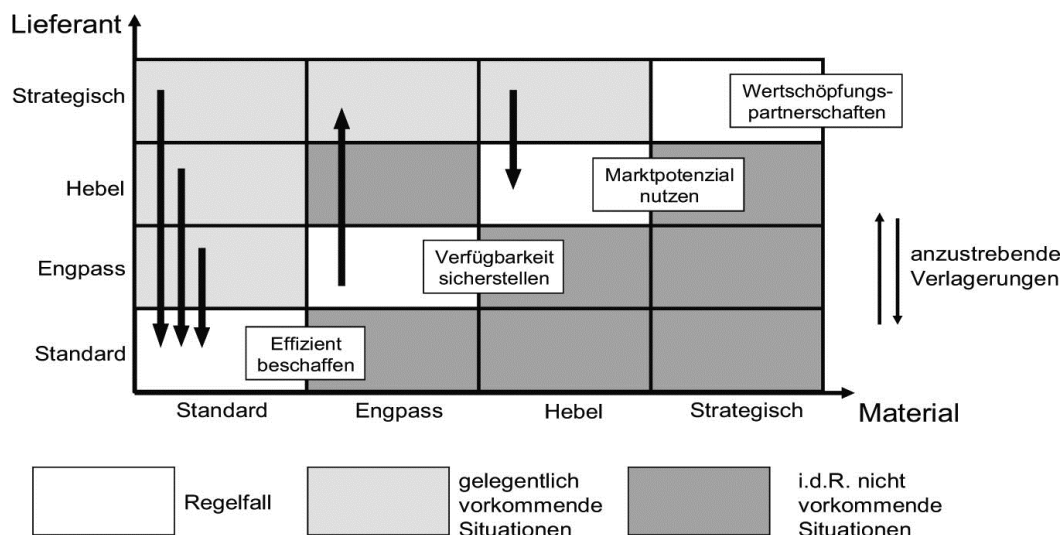 Lieferant
Strategisch
Wertschöpfungs-
partnerschaften
Hebel
Marktpotenzial
nutzen
Engpass
Verfügbarkeit
sicherstellen
anzustrebende
Verlagerungen
Standard
Effizient
beschaffen
Standard
Engpass
Hebel
Strategisch
Material
Regelfall
gelegentlich
vorkommende
Situationen
i.d.R. nicht
vorkommende
Situationen